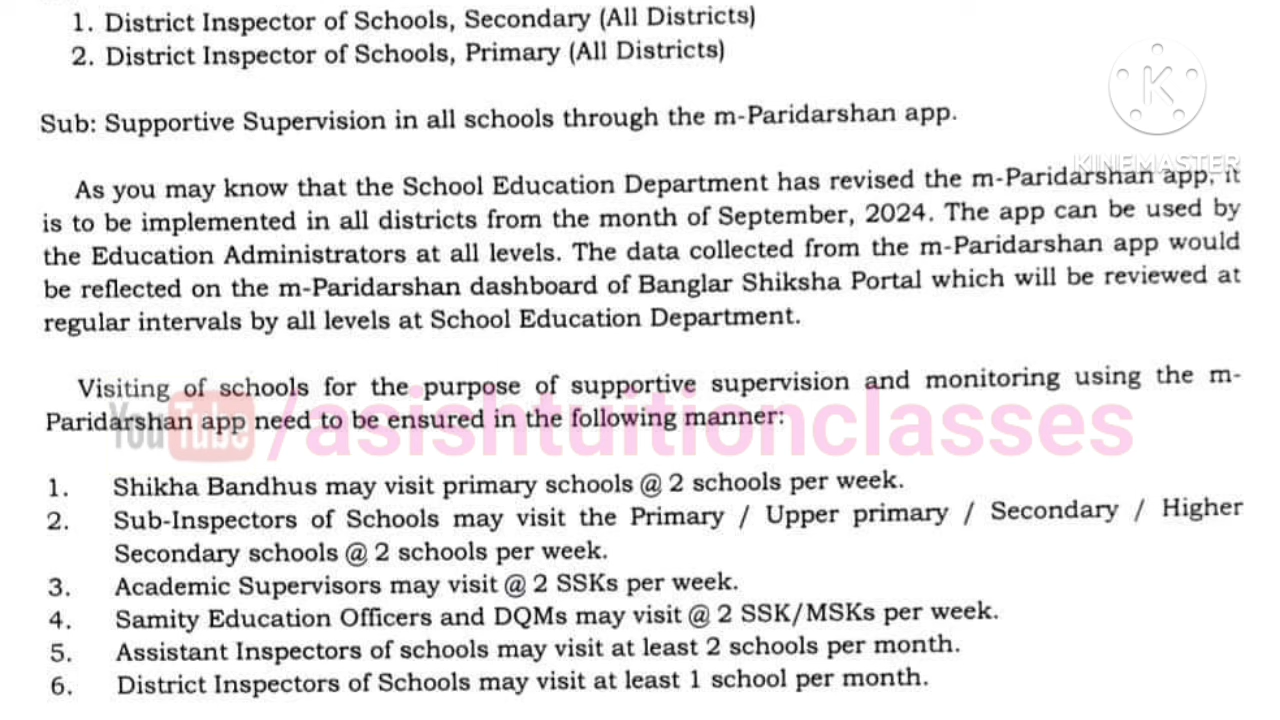 1. District Inspector of Schools, Secondary (All Districts)
2. District Inspector of Schools, Primary (All Districts)
K
KINEMASTER
Sub: Supportive Supervision in all schools through the m-Paridarshan app.
As you may know that the School Education Department has revised the m-Paridarshan app, it
is to be implemented in all districts from the month of September, 2024. The app can be used by
the Education Administrators at all levels. The data collected from the m-Paridarshan app would
be reflected on the m-Paridarshan dashboard of Banglar Shiksha Portal which will be reviewed at
regular intervals by all levels at School Education Department.
Visiting of schools for the purpose of supportive supervision and monitoring using the m-
Paridarshan app need to be ensured in the following manner:
YouTube/asishtuitionclasses
1. Shikha Bandhus may visit primary schools @ 2 schools per week.
2. Sub-Inspectors of Schools may visit the Primary / Upper primary / Secondary / Higher
Secondary schools @ 2 schools per week.
3. Academic Supervisors may visit @ 2 SSKs per week.
4. Samity Education Officers and DQMs may visit @ 2 SSK/MSKs per week.
5. Assistant Inspectors of schools may visit at least 2 schools per month.
6. District Inspectors of Schools may visit at least 1 school per month.